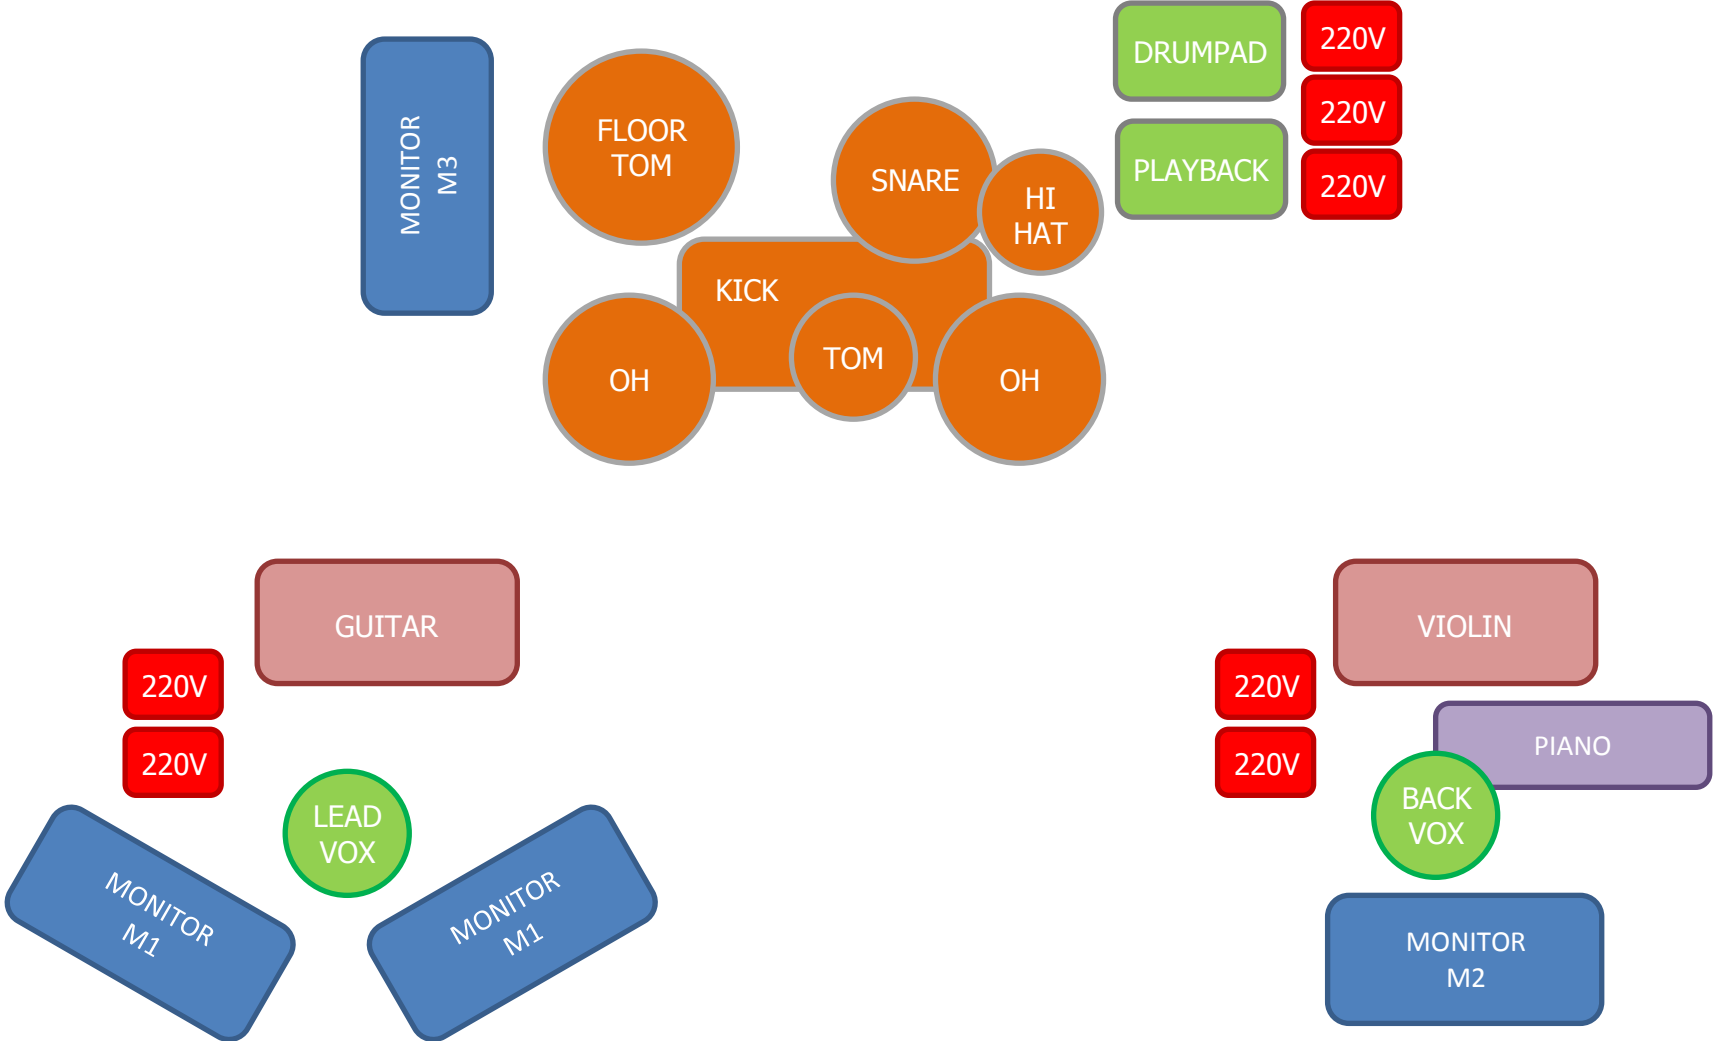 DRUMPAD
220V
MONITOR
M3
FLOOR
TOM
220V
SNARE
PLAYBACK
220V
HI
HAT
KICK
TOM
OH
OH
GUITAR
VIOLIN
220V
220V
220V
220V
PIANO
LEAD
VOX
BACK
VOX
MONITOR
M1
MONITOR
M1
MONITOR
M2